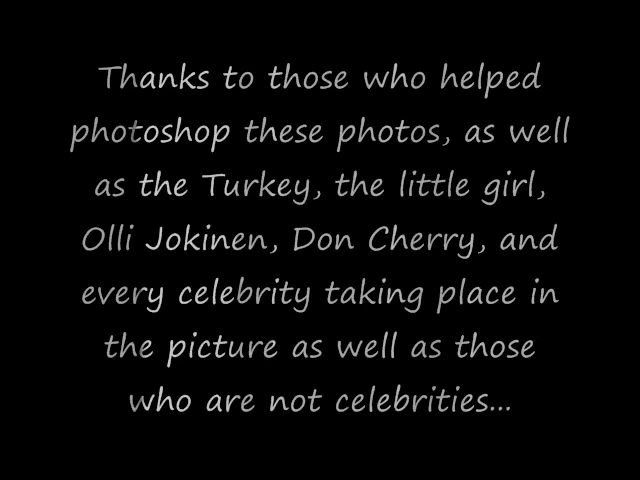 Thanks to those who helped
photoshop these photos, as well
as the Turkey, the little girl,
Olli Jokinen, Don Cherry, and
every celebrity taking place in
the picture as well as those
who are not celebrities...